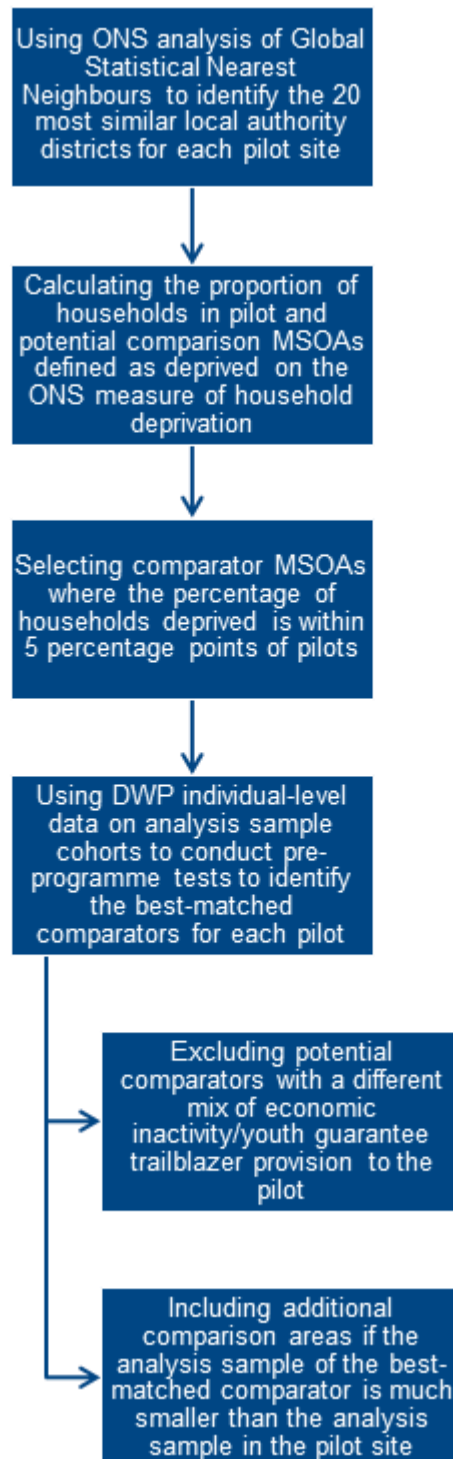 Using ONS analysis of Global
Statistical Nearest
Neighbours to identify the 20
most similar local authority
districts for each pilot site
Calculating the proportion of
households in pilot and
potential comparison MSOAs
defined as deprived on the
ONS measure of household
deprivation
Selecting comparator MSOAs
where the percentage of
households deprived is within
5 percentage points of pilots
Using DWP individual-level
data on analysis sample
cohorts to conduct pre-
programme tests to identify
the best-matched
comparators for each pilot
Excluding potential
comparators with a different
mix of economic
inactivity/youth guarantee
trailblazer provision to the
pilot
Including additional
comparison areas if the
analysis sample of the best-
matched comparator is much
smaller than the analysis
sample in the pilot site